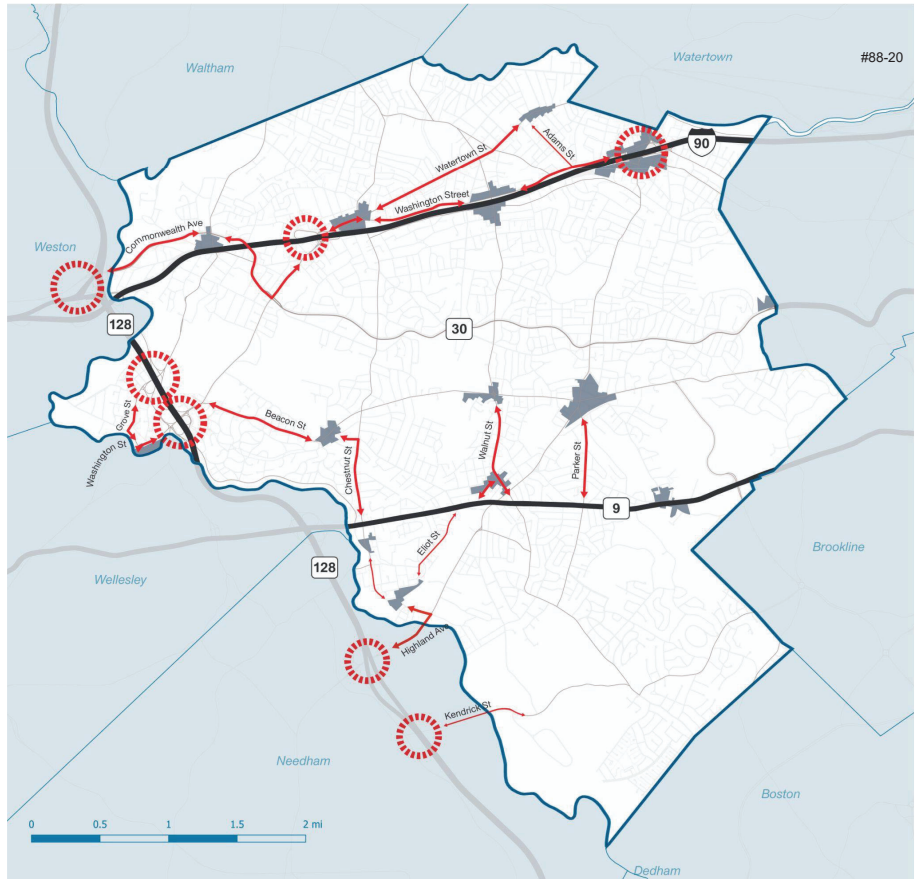 Waltham
Watertown
#88-20
90
Adams St
Watertown St
Washington Street
Commonwealth Ave
Weston
128
30
Grove St
Beacon St
Washington St
Chestnut St
Walnut St
Parker St
9
Eliot St
Brookline
Wellesley
128
Highland Ave
Kendrick St
Needham
Boston
0 0.5 1 1.5 2 mi
Dedham